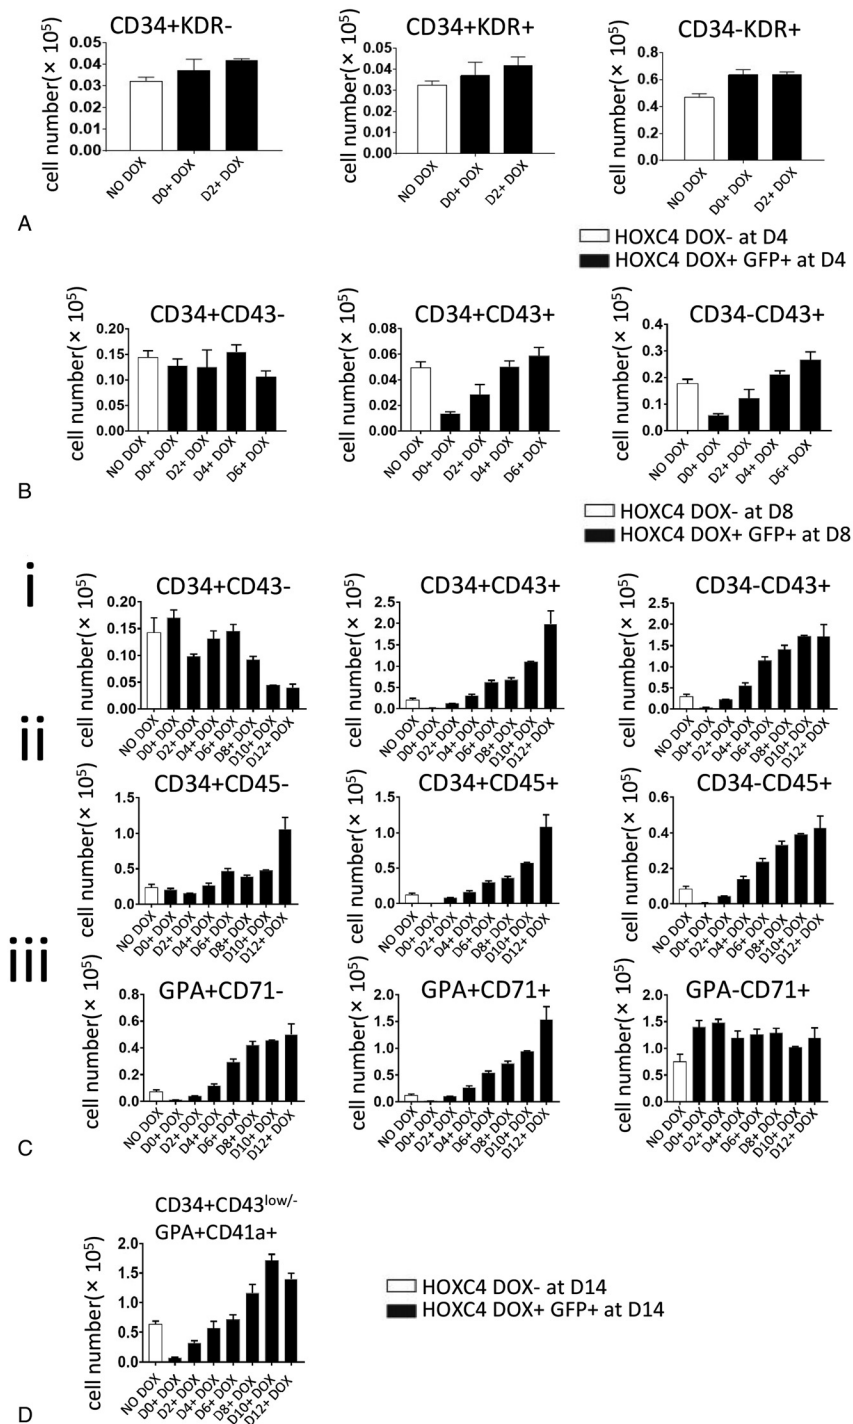 CD34+KDR-
cell number(× 10⁵)
0.05
0.04
0.03
0.02
0.01
0.00
NO DOX
D0+ DOX
D2+ DOX
CD34+KDR+
cell number(× 10⁵)
0.05
0.04
0.03
0.04
0.01
0.00
NO DOX
D0+ DOX
D2+ DOX
CD34-KDR+
cell number(× 10⁵)
0.8
0.6
0.4
0.2
0.0
NO DOX
D0+ DOX
D2+ DOX
A
HOXC4 DOX- at D4
HOXC4 DOX+ GFP+ at D4
CD34+CD43-
cell number(× 10⁵)
0.20
0.15
0.10
0.05
0.00
NO DOX
D0+ DOX
D2+ DOX
D4+ DOX
D6+ DOX
CD34+CD43+
cell number(× 10⁵)
0.08
0.06
0.04
0.02
0.00
NO DOX
D0+ DOX
D2+ DOX
D4+ DOX
D6+ DOX
CD34-CD43+
cell number(× 10⁵)
0.4
0.3
0.2
0.1
0.0
NO DOX
D0+ DOX
D2+ DOX
D4+ DOX
D6+ DOX
B
HOXC4 DOX- at D8
HOXC4 DOX+ GFP+ at D8
i
CD34+CD43-
cell number(× 10⁵)
0.20
0.15
0.10
0.05
0.00
NO DOX
D0+ DOX
D2+ DOX
D4+ DOX
D6+ DOX
D8+ DOX
D10+ DOX
D12+ DOX
CD34+CD43+
cell number(× 10⁵)
2.5
2.0
1.5
1.0
0.5
0.0
NO DOX
D0+ DOX
D2+ DOX
D4+ DOX
D6+ DOX
D8+ DOX
D10+ DOX
D12+ DOX
CD34-CD43+
cell number(× 10⁵)
2.5
2.0
1.5
1.0
0.5
0.0
NO DOX
D0+ DOX
D2+ DOX
D4+ DOX
D6+ DOX
D8+ DOX
D10+ DOX
D12+ DOX
ii
CD34+CD45-
cell number(× 10⁵)
1.5
1.0
0.5
0.0
NO DOX
D0+ DOX
D2+ DOX
D4+ DOX
D6+ DOX
D8+ DOX
D10+ DOX
D12+ DOX
CD34+CD45+
cell number(× 10⁵)
1.5
1.0
0.5
0.0
NO DOX
D0+ DOX
D2+ DOX
D4+ DOX
D6+ DOX
D8+ DOX
D10+ DOX
D12+ DOX
CD34-CD45+
cell number(× 10⁵)
0.6
0.4
0.2
0.0
NO DOX
D0+ DOX
D2+ DOX
D4+ DOX
D6+ DOX
D8+ DOX
D10+ DOX
D12+ DOX
iii
GPA+CD71-
cell number(× 10⁵)
0.8
0.6
0.4
0.2
0.0
NO DOX
D0+ DOX
D2+ DOX
D4+ DOX
D6+ DOX
D8+ DOX
D10+ DOX
D12+ DOX
GPA+CD71+
cell number(× 10⁵)
2.0
1.5
1.0
0.5
0.0
NO DOX
D0+ DOX
D2+ DOX
D4+ DOX
D6+ DOX
D8+ DOX
D10+ DOX
D12+ DOX
GPA-CD71+
cell number(× 10⁵)
2.0
1.5
1.0
0.5
0.0
NO DOX
D0+ DOX
D2+ DOX
D4+ DOX
D6+ DOX
D8+ DOX
D10+ DOX
D12+ DOX
C
CD34+CD43low/-
GPA+CD41a+
cell number(× 10⁵)
2.0
1.5
1.0
0.5
0.0
NO DOX
D0+ DOX
D2+ DOX
D4+ DOX
D6+ DOX
D8+ DOX
D10+ DOX
D12+ DOX
HOXC4 DOX- at D14
HOXC4 DOX+ GFP+ at D14
D